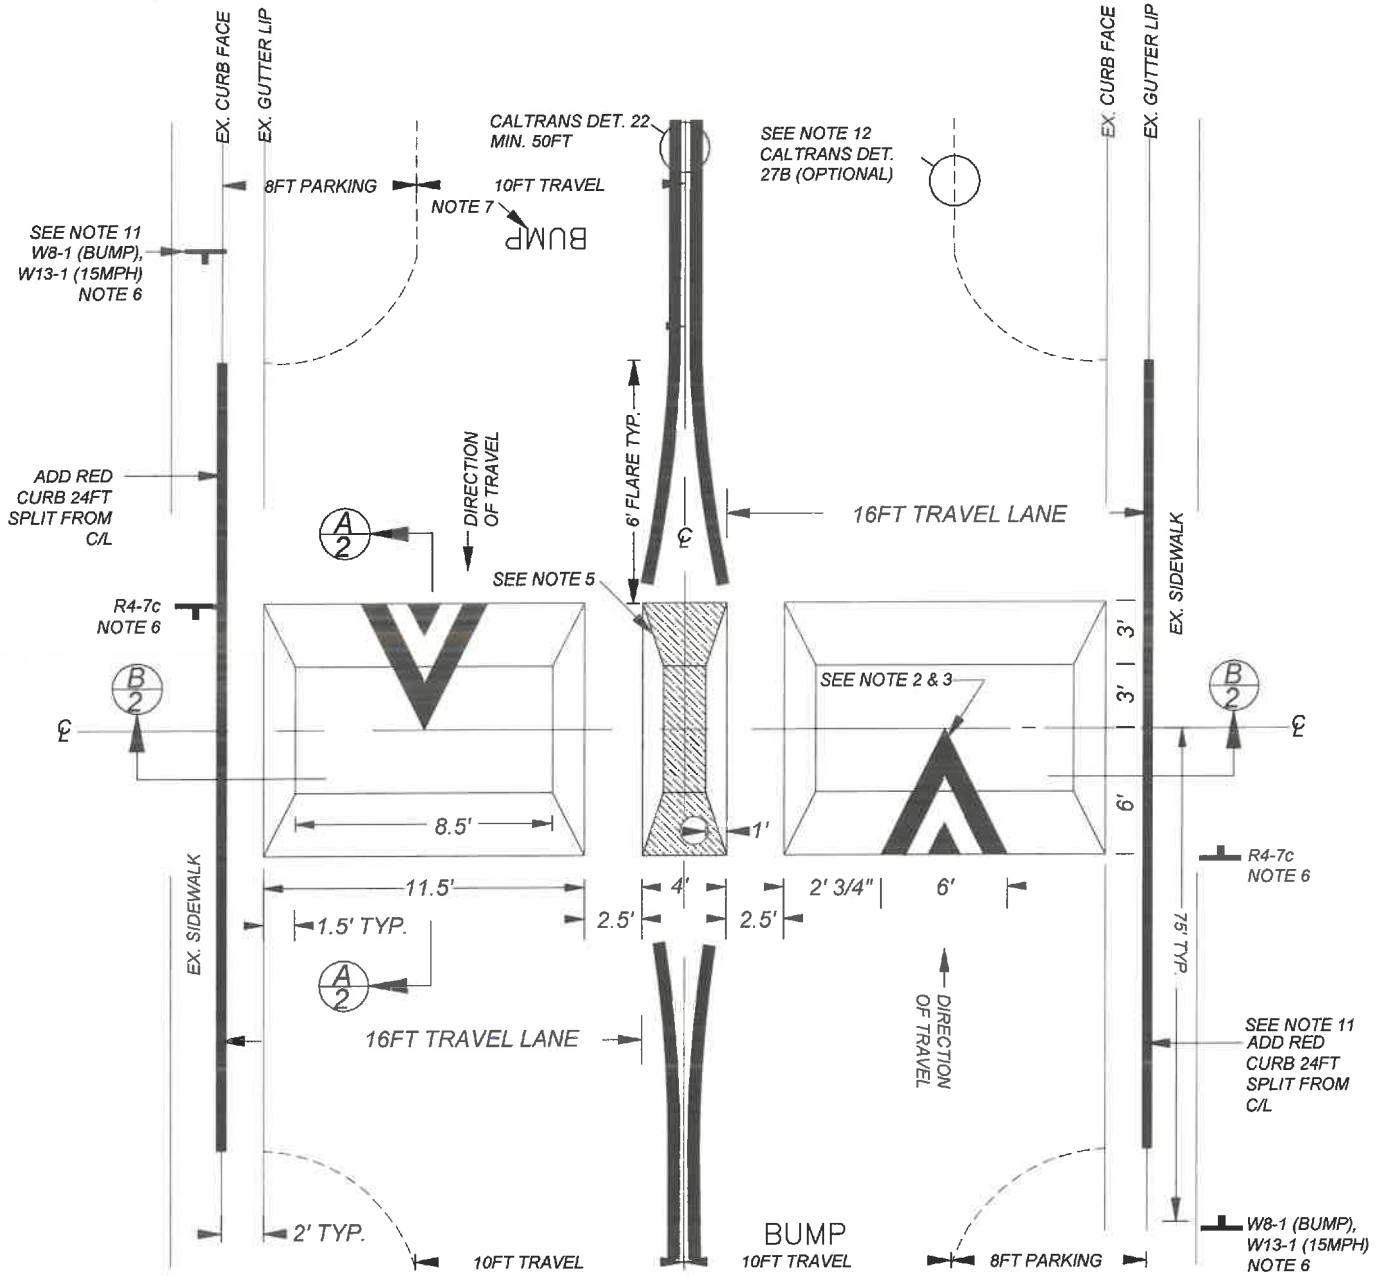 EX. CURB FACE
EX. GUTTER LIP
EX. CURB FACE
EX. GUTTER LIP
CALTRANS DET. 22
MIN. 50FT
SEE NOTE 12
CALTRANS DET.
27B (OPTIONAL)
8FT PARKING
10FT TRAVEL
NOTE 7
BUMP
SEE NOTE 11
W8-1 (BUMP),
W13-1 (15MPH)
NOTE 6
6' FLARE TYP.
DIRECTION
OF TRAVEL
ADD RED
CURB 24FT
SPLIT FROM
C/L
16FT TRAVEL LANE
A
2
℄
EX. SIDEWALK
SEE NOTE 5
R4-7c
NOTE 6
3'
3'
B
2
SEE NOTE 2 & 3
B
2
℄
℄
8.5'
1'
6'
R4-7c
NOTE 6
11.5'
4'
2' 3/4"
6'
1.5' TYP.
2.5'
2.5'
EX. SIDEWALK
75' TYP.
A
2
DIRECTION
OF TRAVEL
16FT TRAVEL LANE
SEE NOTE 11
ADD RED
CURB 24FT
SPLIT FROM
C/L
2' TYP.
BUMP
W8-1 (BUMP),
W13-1 (15MPH)
NOTE 6
10FT TRAVEL
10FT TRAVEL
8FT PARKING